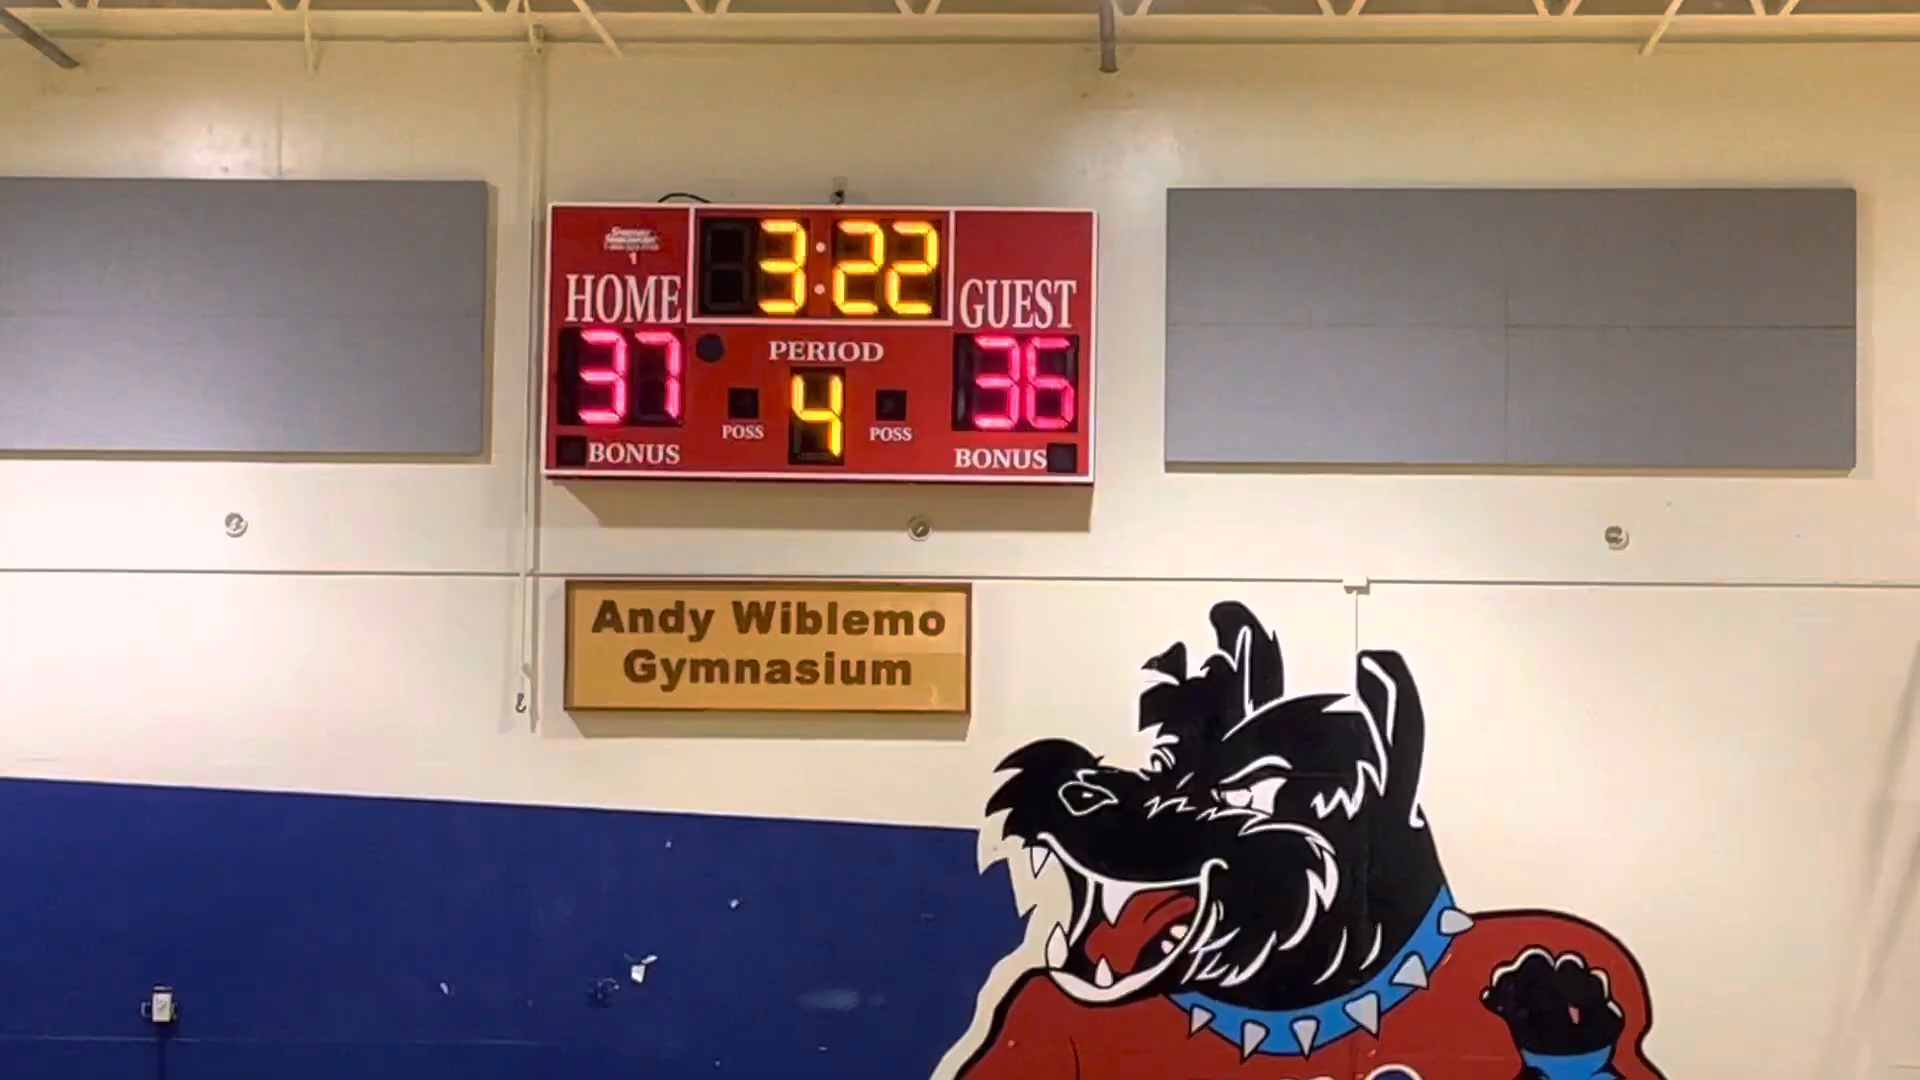 3:22
HOME
GUEST
37
PERIOD
36
4
POSS
POSS
BONUS
BONUS
Andy Wiblemo
Gymnasium